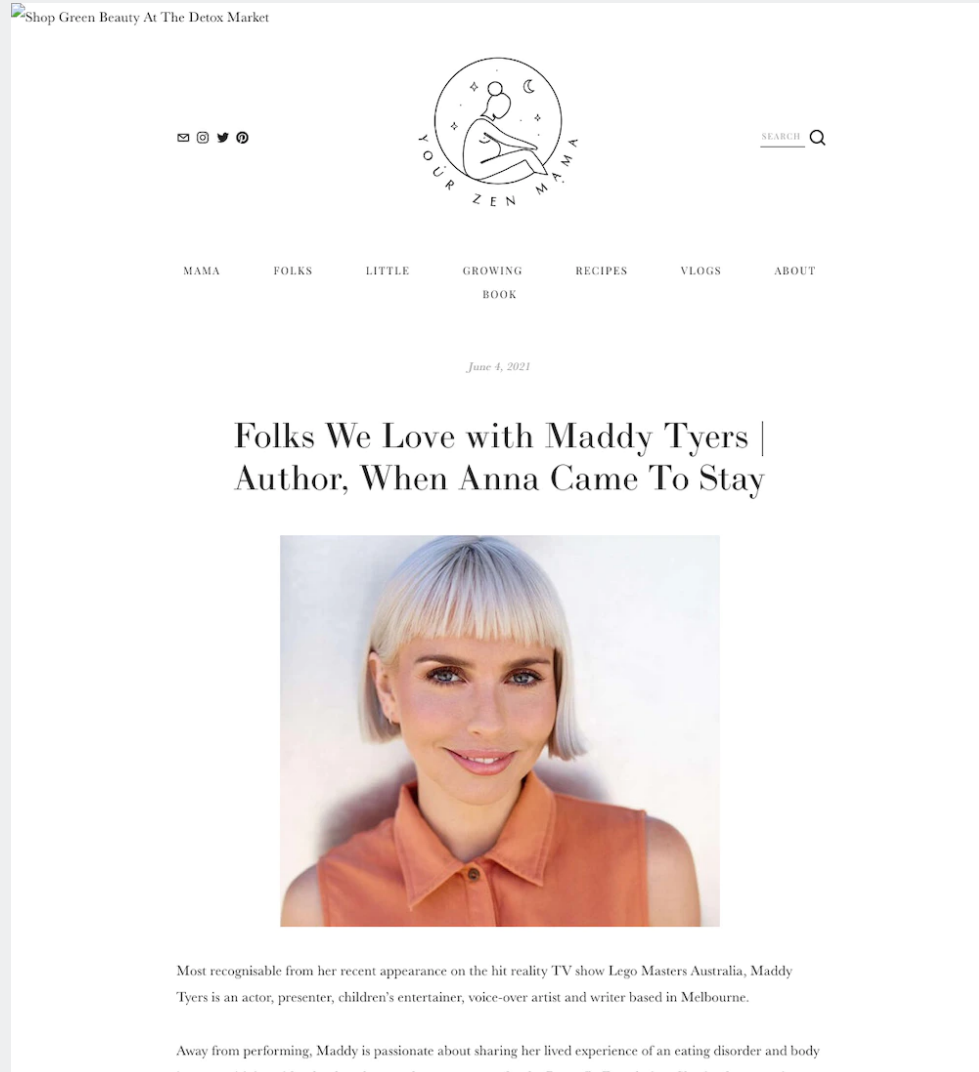 Shop Green Beauty At The Detox Market
YOUR ZEN MAMA
SEARCH
MAMA FOLKS LITTLE GROWING RECIPES VLOGS ABOUT
BOOK
June 4, 2021
Folks We Love with Maddy Tyers |
Author, When Anna Came To Stay
Most recognisable from her recent appearance on the hit reality TV show Lego Masters Australia, Maddy
Tyers is an actor, presenter, children’s entertainer, voice-over artist and writer based in Melbourne.
Away from performing, Maddy is passionate about sharing her lived experience of an eating disorder and body